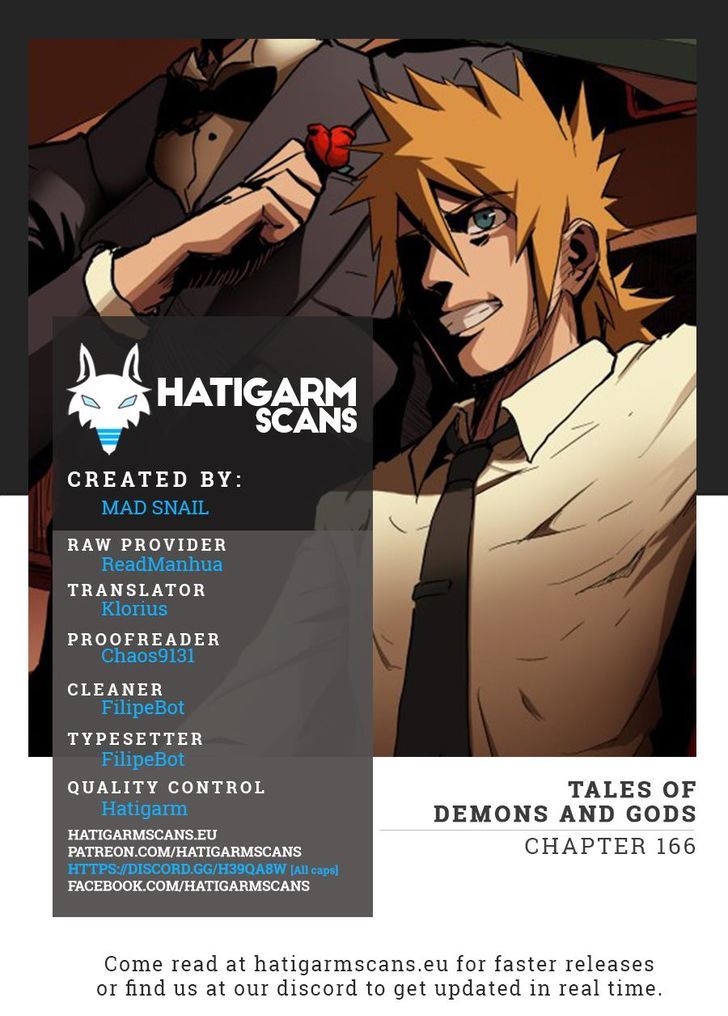 HATIGARM
SCANS
CREATED BY:
MAD SNAIL
RAW PROVIDER
ReadManhua
TRANSLATOR
Klorius
PROOFREADER
Chaos9131
CLEANER
FilipeBot
TYPESETTER
FilipeBot
QUALITY CONTROL
Hatigarm
HATIGARMSCANS.EU
PATREON.COM/HATIGARMSCANS
HTTPS://DISCORD.GG/H39QA8W [All caps]
FACEBOOK.COM/HATIGARMSCANS
TALES OF
DEMONS AND GODS
CHAPTER 166
Come read at hatigarmscans.eu for faster releases
or find us at our discord to get updated in real time.